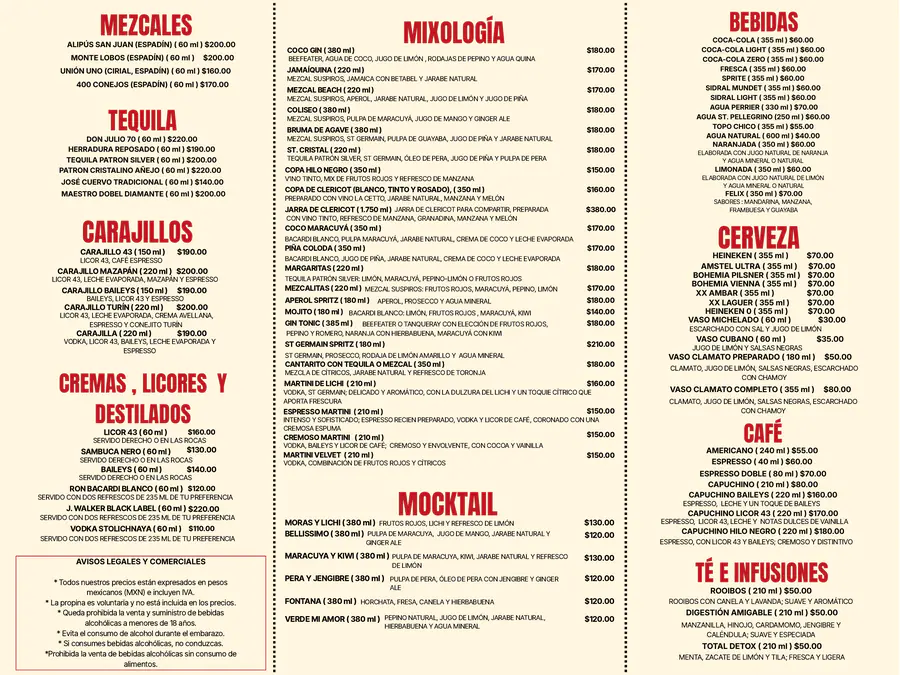 MEZCALES
ALIPÚS SAN JUAN (ESPADÍN) ( 60 ml ) $200.00
MONTE LOBOS (ESPADÍN) ( 60 ml ) $200.00
UNIÓN UNO (CIRIAL, ESPADÍN) ( 60 ml ) $160.00
400 CONEJOS (ESPADÍN) ( 60 ml ) $170.00
TEQUILA
DON JULIO 70 ( 60 ml ) $220.00
HERRADURA REPOSADO ( 60 ml ) $190.00
TEQUILA PATRON SILVER ( 60 ml ) $200.00
PATRON CRISTALINO AÑEJO ( 60 ml ) $220.00
JOSÉ CUERVO TRADICIONAL ( 60 ml ) $140.00
MAESTRO DOBEL DIAMANTE ( 60 ml ) $200.00
CARAJILLOS
CARAJILLO 43 ( 150 ml ) $190.00
LICOR 43, CAFÉ ESPRESSO
CARAJILLO MAZAPÁN ( 220 ml ) $200.00
LICOR 43, LECHE EVAPORADA, MAZAPÁN Y ESPRESSO
CARAJILLO BAILEYS ( 150 ml ) $190.00
BAILEYS, LICOR 43 Y ESPRESSO
CARAJILLO TURÍN ( 220 ml ) $200.00
LICOR 43, LECHE EVAPORADA, CREMA AVELLANA,
ESPRESSO Y CONEJITO TURÍN
CARAJILLA ( 220 ml ) $190.00
VODKA, LICOR 43, BAILEYS, LECHE EVAPORADA Y
ESPRESSO
CREMAS , LICORES Y
DESTILADOS
LICOR 43 ( 60 ml ) $160.00
SERVIDO DERECHO O EN LAS ROCAS
SAMBUCA NERO ( 60 ml ) $130.00
SERVIDO DERECHO O EN LAS ROCAS
BAILEYS ( 60 ml ) $140.00
SERVIDO DERECHO O EN LAS ROCAS
RON BACARDI BLANCO ( 60 ml ) $120.00
SERVIDO CON DOS REFRESCOS DE 235 ML DE TU PREFERENCIA
J. WALKER BLACK LABEL ( 60 ml ) $220.00
SERVIDO CON DOS REFRESCOS DE 235 ML DE TU PREFERENCIA
VODKA STOLICHNAYA ( 60 ml ) $110.00
SERVIDO CON DOS REFRESCOS DE 235 ML DE TU PREFERENCIA
AVISOS LEGALES Y COMERCIALES
* Todos nuestros precios están expresados en pesos
mexicanos (MXN) e incluyen IVA.
* La propina es voluntaria y no está incluida en los precios.
* Queda prohibida la venta y suministro de bebidas
alcohólicas a menores de 18 años.
* Evita el consumo de alcohol durante el embarazo.
* Si consumes bebidas alcohólicas, no conduzcas.
*Prohibida la venta de bebidas alcohólicas sin consumo de
alimentos.
MIXOLOGÍA
COCO GIN ( 380 ml ) $180.00
BEEFEATER, AGUA DE COCO, JUGO DE LIMÓN , RODAJAS DE PEPINO Y AGUA QUINA
JAMAÍQUINA ( 220 ml ) $170.00
MEZCAL SUSPIROS, JAMAICA CON BETABEL Y JARABE NATURAL
MEZCAL BEACH ( 220 ml ) $170.00
MEZCAL SUSPIROS, APEROL, JARABE NATURAL, JUGO DE LIMÓN Y JUGO DE PIÑA
COLISEO ( 380 ml ) $180.00
MEZCAL SUSPIROS, PULPA DE MARACUYÁ, JUGO DE MANGO Y GINGER ALE
BRUMA DE AGAVE ( 380 ml ) $180.00
MEZCAL SUSPIROS, ST GERMAIN, PULPA DE GUAYABA, JUGO DE PIÑA Y JARABE NATURAL
ST. CRISTAL ( 220 ml ) $180.00
TEQUILA PATRÓN SILVER, ST GERMAIN, ÓLEO DE PERA, JUGO DE PIÑA Y PULPA DE PERA
COPA HILO NEGRO ( 350 ml ) $150.00
VINO TINTO, MIX DE FRUTOS ROJOS Y REFRESCO DE MANZANA
COPA DE CLERICOT (BLANCO, TINTO Y ROSADO), ( 350 ml ) $160.00
PREPARADO CON VINO LA CETTO, JARABE NATURAL, MANZANA Y MELÓN
JARRA DE CLERICOT ( 1.750 ml ) JARRA DE CLERICOT PARA COMPARTIR, PREPARADA $380.00
CON VINO TINTO, REFRESCO DE MANZANA, GRANADINA, MANZANA Y MELÓN
COCO MARACUYÁ ( 350 ml ) $170.00
BACARDI BLANCO, PULPA MARACUYÁ, JARABE NATURAL, CREMA DE COCO Y LECHE EVAPORADA
PIÑA COLODA ( 350 ml ) $170.00
BACARDI BLANCO, JUGO DE PIÑA, JARABE NATURAL, CREMA DE COCO Y LECHE EVAPORADA
MARGARITAS ( 220 ml ) $180.00
TEQUILA PATRÓN SILVER: LIMÓN, MARACUYÁ, PEPINO-LIMÓN O FRUTOS ROJOS
MEZCALITAS ( 220 ml ) MEZCAL SUSPIROS: FRUTOS ROJOS, MARACUYÁ, PEPINO, LIMÓN $170.00
APEROL SPRITZ ( 180 ml ) APEROL, PROSECCO Y AGUA MINERAL $180.00
MOJITO ( 180 ml ) BACARDI BLANCO: LIMÓN, FRUTOS ROJOS , MARACUYÁ, KIWI $140.00
GIN TONIC ( 385 ml ) BEEFEATER O TANQUERAY CON ELECCIÓN DE FRUTOS ROJOS, $180.00
PEPINO Y ROMERO, NARANJA CON HIERBABUENA, MARACUYÁ CON KIWI
ST GERMAIN SPRITZ ( 180 ml ) $210.00
ST GERMAIN, PROSECCO, RODAJA DE LIMÓN AMARILLO Y AGUA MINERAL
CANTARITO CON TEQUILA O MEZCAL ( 350 ml ) $180.00
MEZCLA DE CÍTRICOS, JARABE NATURAL Y REFRESCO DE TORONJA
MARTINI DE LICHI ( 210 ml ) $160.00
VODKA, ST GERMAIN; DELICADO Y AROMÁTICO, CON LA DULZURA DEL LICHI Y UN TOQUE CÍTRICO QUE
APORTA FRESCURA
ESPRESSO MARTINI ( 210 ml ) $150.00
INTENSO Y SOFISTICADO; ESPRESSO RECIEN PREPARADO, VODKA Y LICOR DE CAFÉ, CORONADO CON UNA
CREMOSA ESPUMA
CREMOSO MARTINI ( 210 ml ) $150.00
VODKA, BAILEYS Y LICOR DE CAFÉ; CREMOSO Y ENVOLVENTE, CON COCOA Y VAINILLA
MARTINI VELVET ( 210 ml ) $150.00
VODKA, COMBINACIÓN DE FRUTOS ROJOS Y CÍTRICOS
MOCKTAIL
MORAS Y LICHI ( 380 ml ) FRUTOS ROJOS, LICHI Y REFRESCO DE LIMÓN $130.00
BELLISSIMO ( 380 ml ) PULPA DE MARACUYA, JUGO DE MANGO, JARABE NATURAL Y $120.00
GINGER ALE
MARACUYA Y KIWI ( 380 ml ) PULPA DE MARACUYA, KIWI, JARABE NATURAL Y REFRESCO $130.00
DE LIMÓN
PERA Y JENGIBRE ( 380 ml ) PULPA DE PERA, ÓLEO DE PERA CON JENGIBRE Y GINGER $120.00
ALE
FONTANA ( 380 ml ) HORCHATA, FRESA, CANELA Y HIERBABUENA $120.00
VERDE MI AMOR ( 380 ml ) PEPINO NATURAL, JUGO DE LIMÓN, JARABE NATURAL, $120.00
HIERBABUENA Y AGUA MINERAL
BEBIDAS
COCA-COLA ( 355 ml ) $60.00
COCA-COLA LIGHT ( 355 ml ) $60.00
COCA-COLA ZERO ( 355 ml ) $60.00
FRESCA ( 355 ml ) $60.00
SPRITE ( 355 ml ) $60.00
SIDRAL MUNDET ( 355 ml ) $60.00
SIDRAL LIGHT ( 355 ml ) $60.00
AGUA PERRIER ( 330 ml ) $70.00
AGUA ST. PELLEGRINO (250 ml ) $60.00
TOPO CHICO ( 355 ml ) $55.00
AGUA NATURAL ( 600 ml ) $40.00
NARANJADA ( 350 ml ) $60.00
ELABORADA CON JUGO NATURAL DE NARANJA
Y AGUA MINERAL O NATURAL
LIMONADA ( 350 ml ) $60.00
ELABORADA CON JUGO NATURAL DE LIMÓN
Y AGUA MINERAL O NATURAL
FELIX ( 350 ml ) $70.00
SABORES : MANDARINA, MANZANA,
FRAMBUESA Y GUAYABA
CERVEZA
HEINEKEN ( 355 ml ) $70.00
AMSTEL ULTRA ( 355 ml ) $70.00
BOHEMIA PILSNER ( 355 ml ) $70.00
BOHEMIA VIENNA ( 355 ml ) $70.00
XX AMBAR ( 355 ml ) $70.00
XX LAGUER ( 355 ml ) $70.00
HEINEKEN 0 ( 355 ml ) $70.00
VASO MICHELADO ( 60 ml ) $30.00
ESCARCHADO CON SAL Y JUGO DE LIMÓN
VASO CUBANO ( 60 ml ) $35.00
JUGO DE LIMÓN Y SALSAS NEGRAS
VASO CLAMATO PREPARADO ( 180 ml ) $50.00
CLAMATO, JUGO DE LIMÓN, SALSAS NEGRAS, ESCARCHADO
CON CHAMOY
VASO CLAMATO COMPLETO ( 355 ml ) $80.00
CLAMATO, JUGO DE LIMÓN, SALSAS NEGRAS, ESCARCHADO
CON CHAMOY
CAFÉ
AMERICANO ( 240 ml ) $55.00
ESPRESSO ( 40 ml ) $60.00
ESPRESSO DOBLE ( 80 ml ) $70.00
CAPUCHINO ( 210 ml ) $80.00
CAPUCHINO BAILEYS ( 220 ml ) $160.00
ESPRESSO, LECHE Y UN TOQUE DE BAILEYS
CAPUCHINO LICOR 43 ( 220 ml ) $170.00
ESPRESSO, LICOR 43, LECHE Y NOTAS DULCES DE VAINILLA
CAPUCHINO HILO NEGRO ( 220 ml ) $180.00
ESPRESSO, CON LICOR 43 Y BAILEYS; CREMOSO Y DISTINTIVO
TÉ E INFUSIONES
ROOIBOS ( 210 ml ) $50.00
ROOIBOS CON CANELA Y LAVANDA; SUAVE Y AROMÁTICO
DIGESTIÓN AMIGABLE ( 210 ml ) $50.00
MANZANILLA, HINOJO, CARDAMOMO, JENGIBRE Y
CALÉNDULA; SUAVE Y ESPECIADA
TOTAL DETOX ( 210 ml ) $50.00
MENTA, ZACATE DE LIMÓN Y TILA; FRESCA Y LIGERA